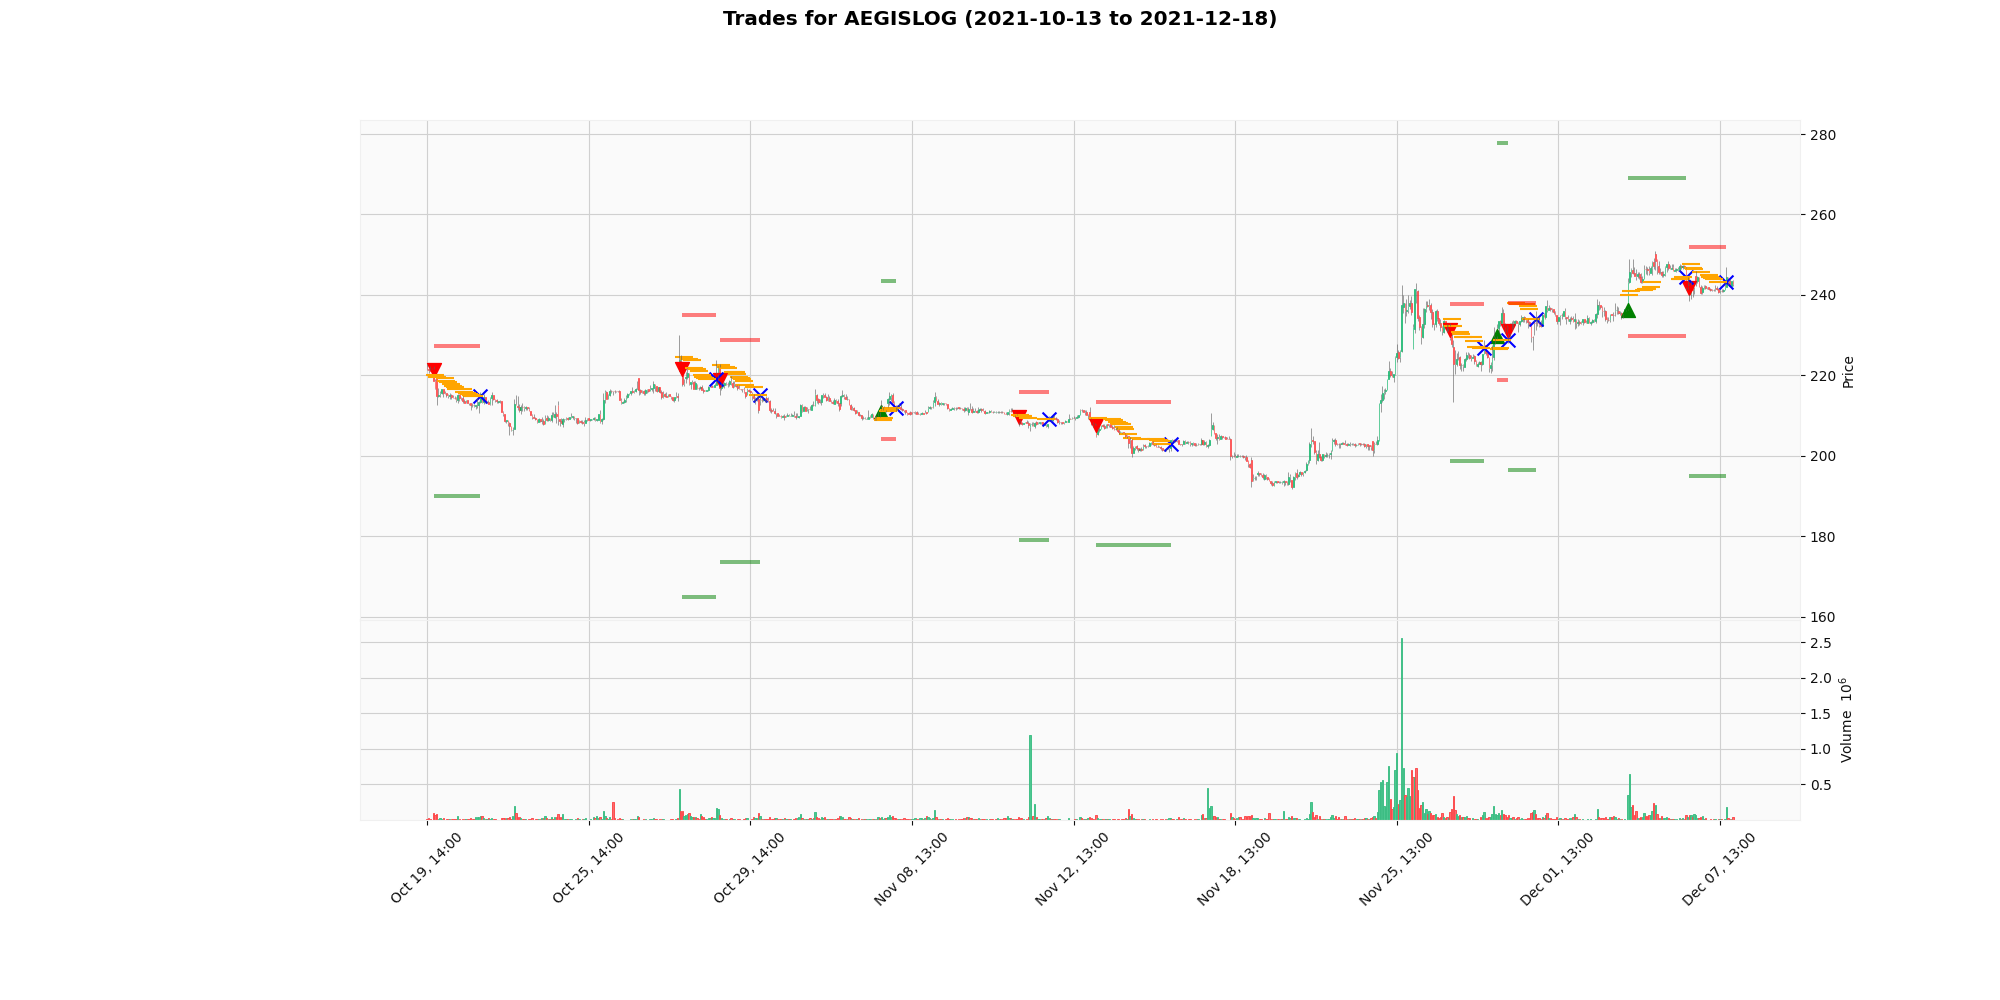 Trades for AEGISLOG (2021-10-13 to 2021-12-18)
280
260
240
220
200
180
160
Price
2.5
2.0
1.5
1.0
0.5
Volume 10⁶
Oct 19, 14:00
Oct 25, 14:00
Oct 29, 14:00
Nov 08, 13:00
Nov 12, 13:00
Nov 18, 13:00
Nov 25, 13:00
Dec 01, 13:00
Dec 07, 13:00